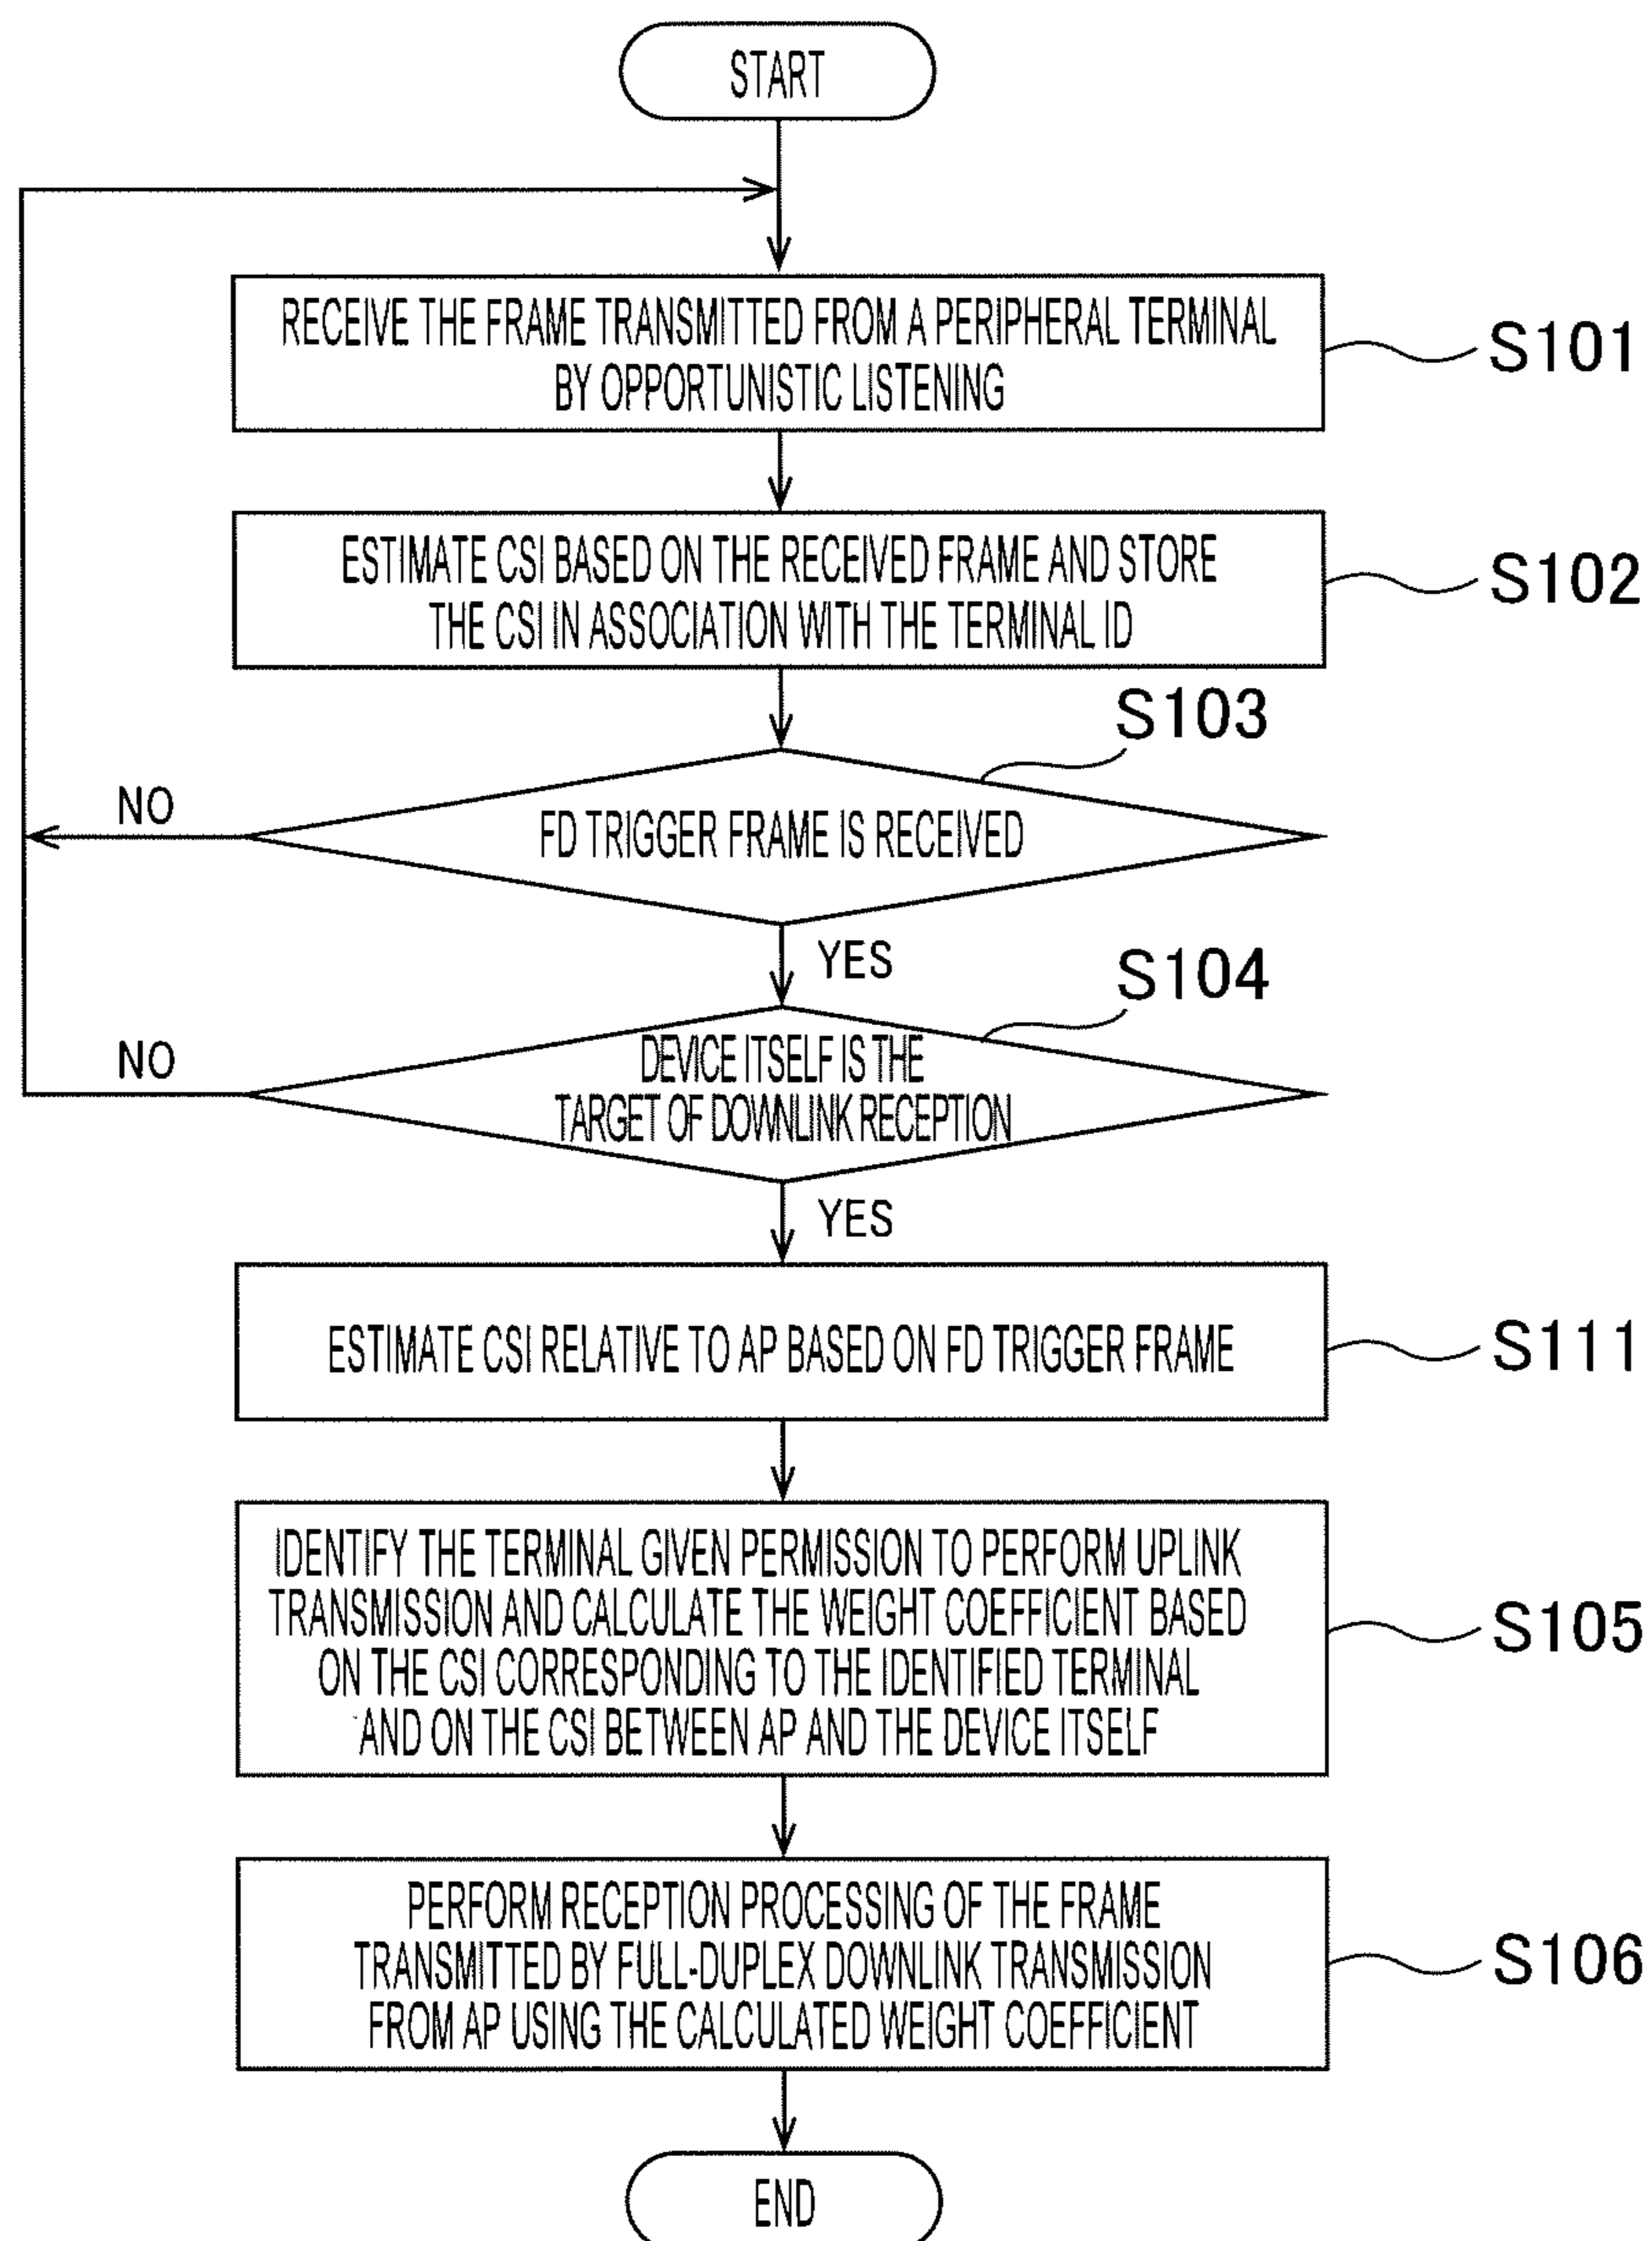 START
RECEIVE THE FRAME TRANSMITTED FROM A PERIPHERAL TERMINAL
BY OPPORTUNISTIC LISTENING
S101
ESTIMATE CSI BASED ON THE RECEIVED FRAME AND STORE
THE CSI IN ASSOCIATION WITH THE TERMINAL ID
S102
S103
NO
FD TRIGGER FRAME IS RECEIVED
YES
S104
NO
DEVICE ITSELF IS THE
TARGET OF DOWNLINK RECEPTION
YES
ESTIMATE CSI RELATIVE TO AP BASED ON FD TRIGGER FRAME
S111
IDENTIFY THE TERMINAL GIVEN PERMISSION TO PERFORM UPLINK
TRANSMISSION AND CALCULATE THE WEIGHT COEFFICIENT BASED
ON THE CSI CORRESPONDING TO THE IDENTIFIED TERMINAL
AND ON THE CSI BETWEEN AP AND THE DEVICE ITSELF
S105
PERFORM RECEPTION PROCESSING OF THE FRAME
TRANSMITTED BY FULL-DUPLEX DOWNLINK TRANSMISSION
FROM AP USING THE CALCULATED WEIGHT COEFFICIENT
S106
END